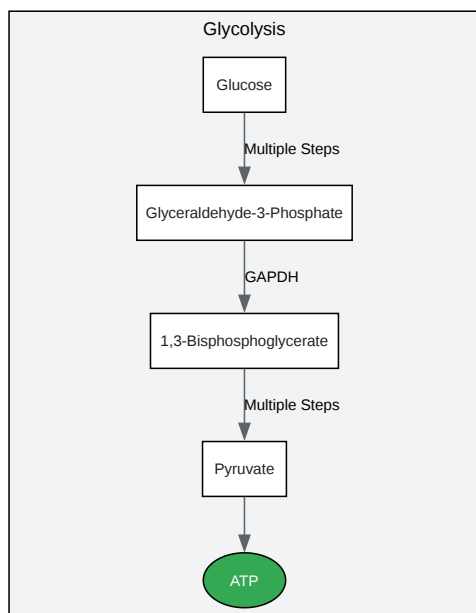 Glycolysis
Glucose
Multiple Steps
Glyceraldehyde-3-Phosphate
GAPDH
1,3-Bisphosphoglycerate
Multiple Steps
Pyruvate
ATP